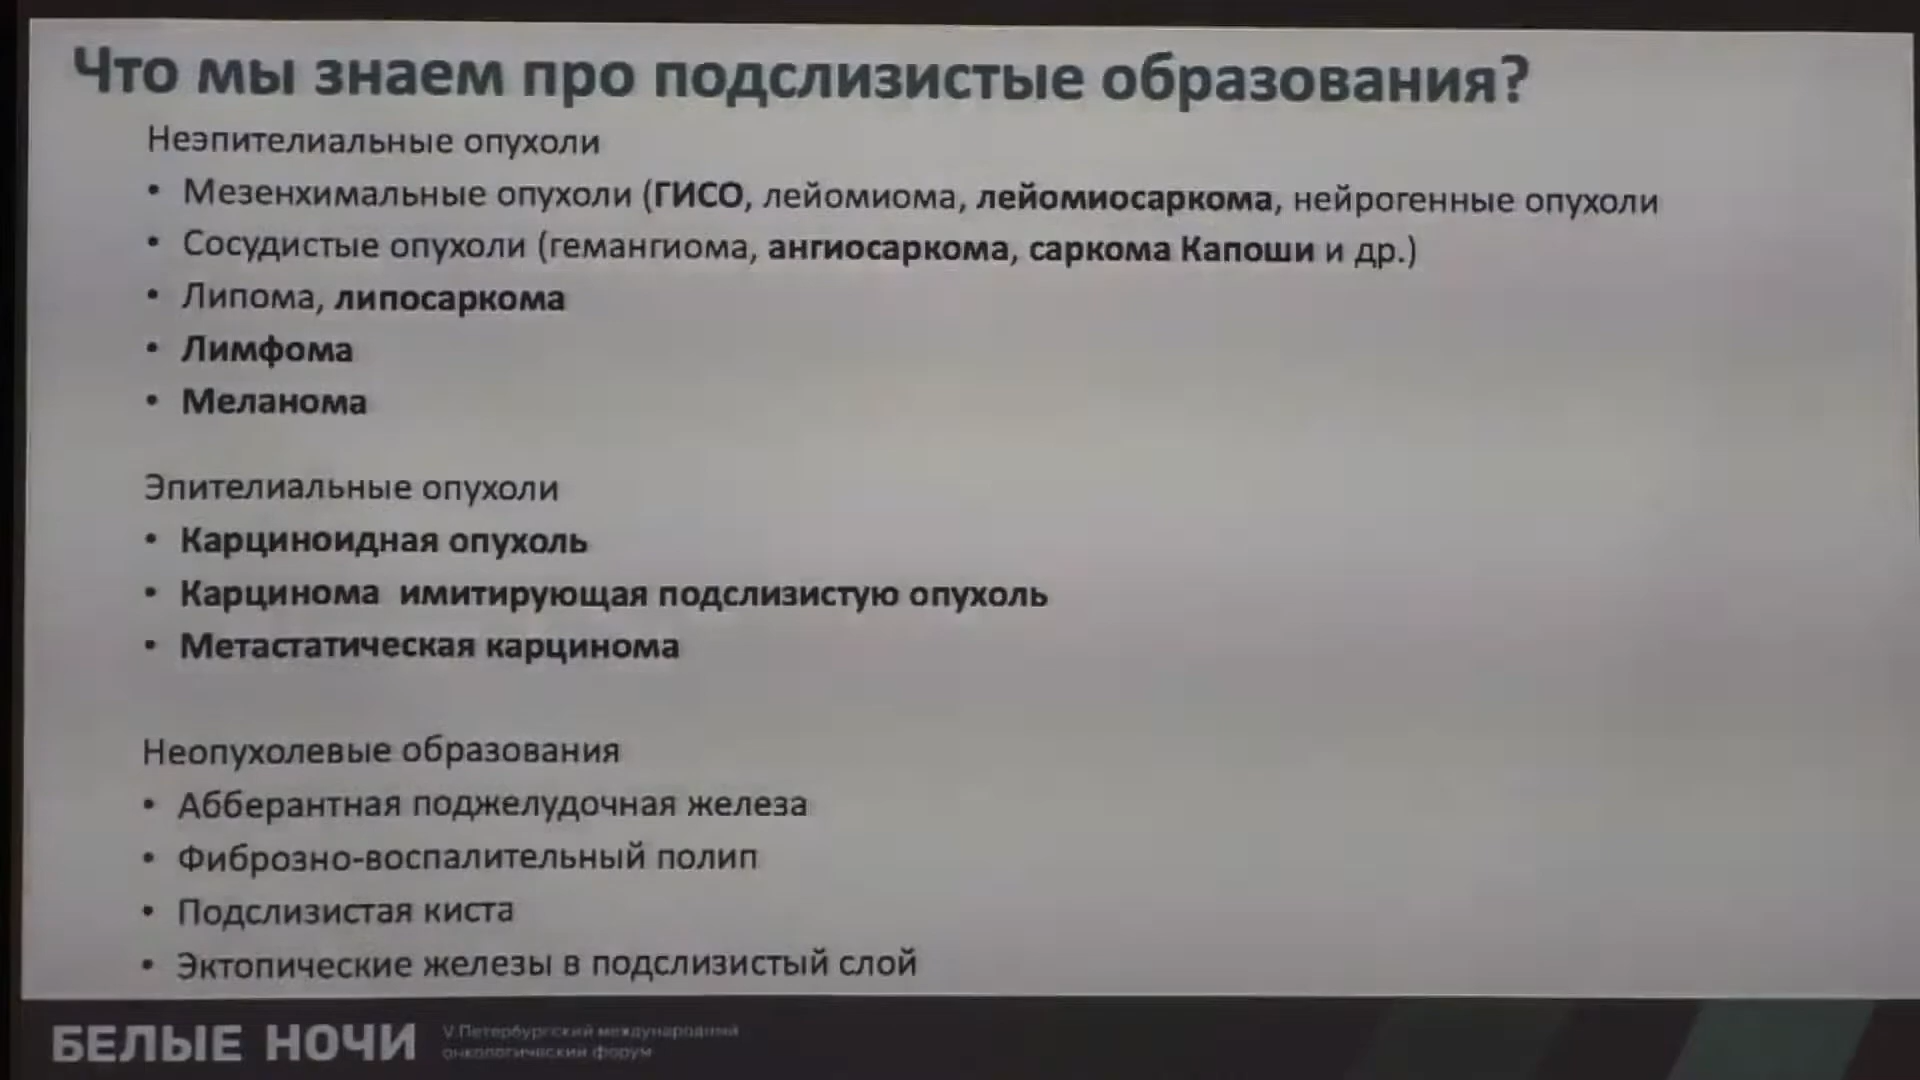 Что мы знаем про подслизистые образования?
Неэпителиальные опухоли
• Мезенхимальные опухоли (ГИСО, лейомиома, лейомиосаркома, нейрогенные опухоли
• Сосудистые опухоли (гемангиома, ангиосаркома, саркома Капоши и др.)
• Липома, липосаркома
• Лимфома
• Меланома
Эпителиальные опухоли
• Карциноидная опухоль
• Карцинома имитирующая подслизистую опухоль
• Метастатическая карцинома
Неопухолевые образования
• Абберантная поджелудочная железа
• Фиброзно-воспалительный полип
• Подслизистая киста
• Эктопические железы в подслизистый слой
БЕЛЫЕ НОЧИ
V Петербургский международный
онкологический форум